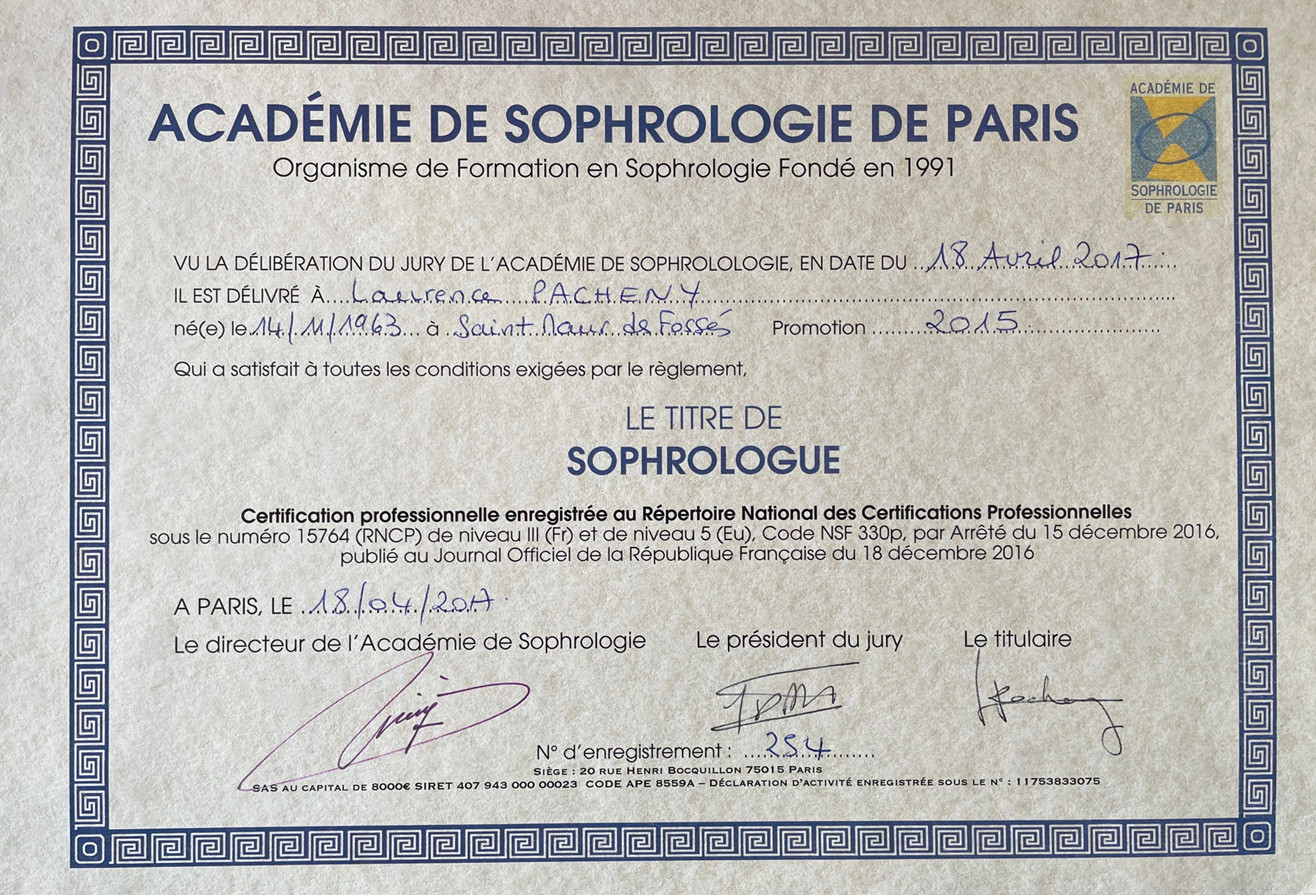 ACADÉMIE DE SOPHROLOGIE DE PARIS
Organisme de Formation en Sophrologie Fondé en 1991
ACADÉMIE DE
SOPHROLOGIE
DE PARIS
VU LA DÉLIBÉRATION DU JURY DE L'ACADÉMIE DE SOPHROLOLOGIE, EN DATE DU 18 Avril 2017
IL EST DÉLIVRÉ À Laurence PACHENY
né(e) le 14/11/1963 à Saint Maur de Fossés Promotion 2015
Qui a satisfait à toutes les conditions exigées par le règlement,
LE TITRE DE
SOPHROLOGUE
Certification professionnelle enregistrée au Répertoire National des Certifications Professionnelles
sous le numéro 15764 (RNCP) de niveau III (Fr) et de niveau 5 (Eu), Code NSF 330p, par Arrêté du 15 décembre 2016,
publié au Journal Officiel de la République Française du 18 décembre 2016
A PARIS, LE 18/04/2017
Le directeur de l'Académie de Sophrologie Le président du jury Le titulaire
N° d'enregistrement : 254
SIÈGE : 20 RUE HENRI BOCQUILLON 75015 PARIS
SAS AU CAPITAL DE 8000€ SIRET 407 943 000 00023 CODE APE 8559A – DÉCLARATION D'ACTIVITÉ ENREGISTRÉE SOUS LE N° : 11753833075